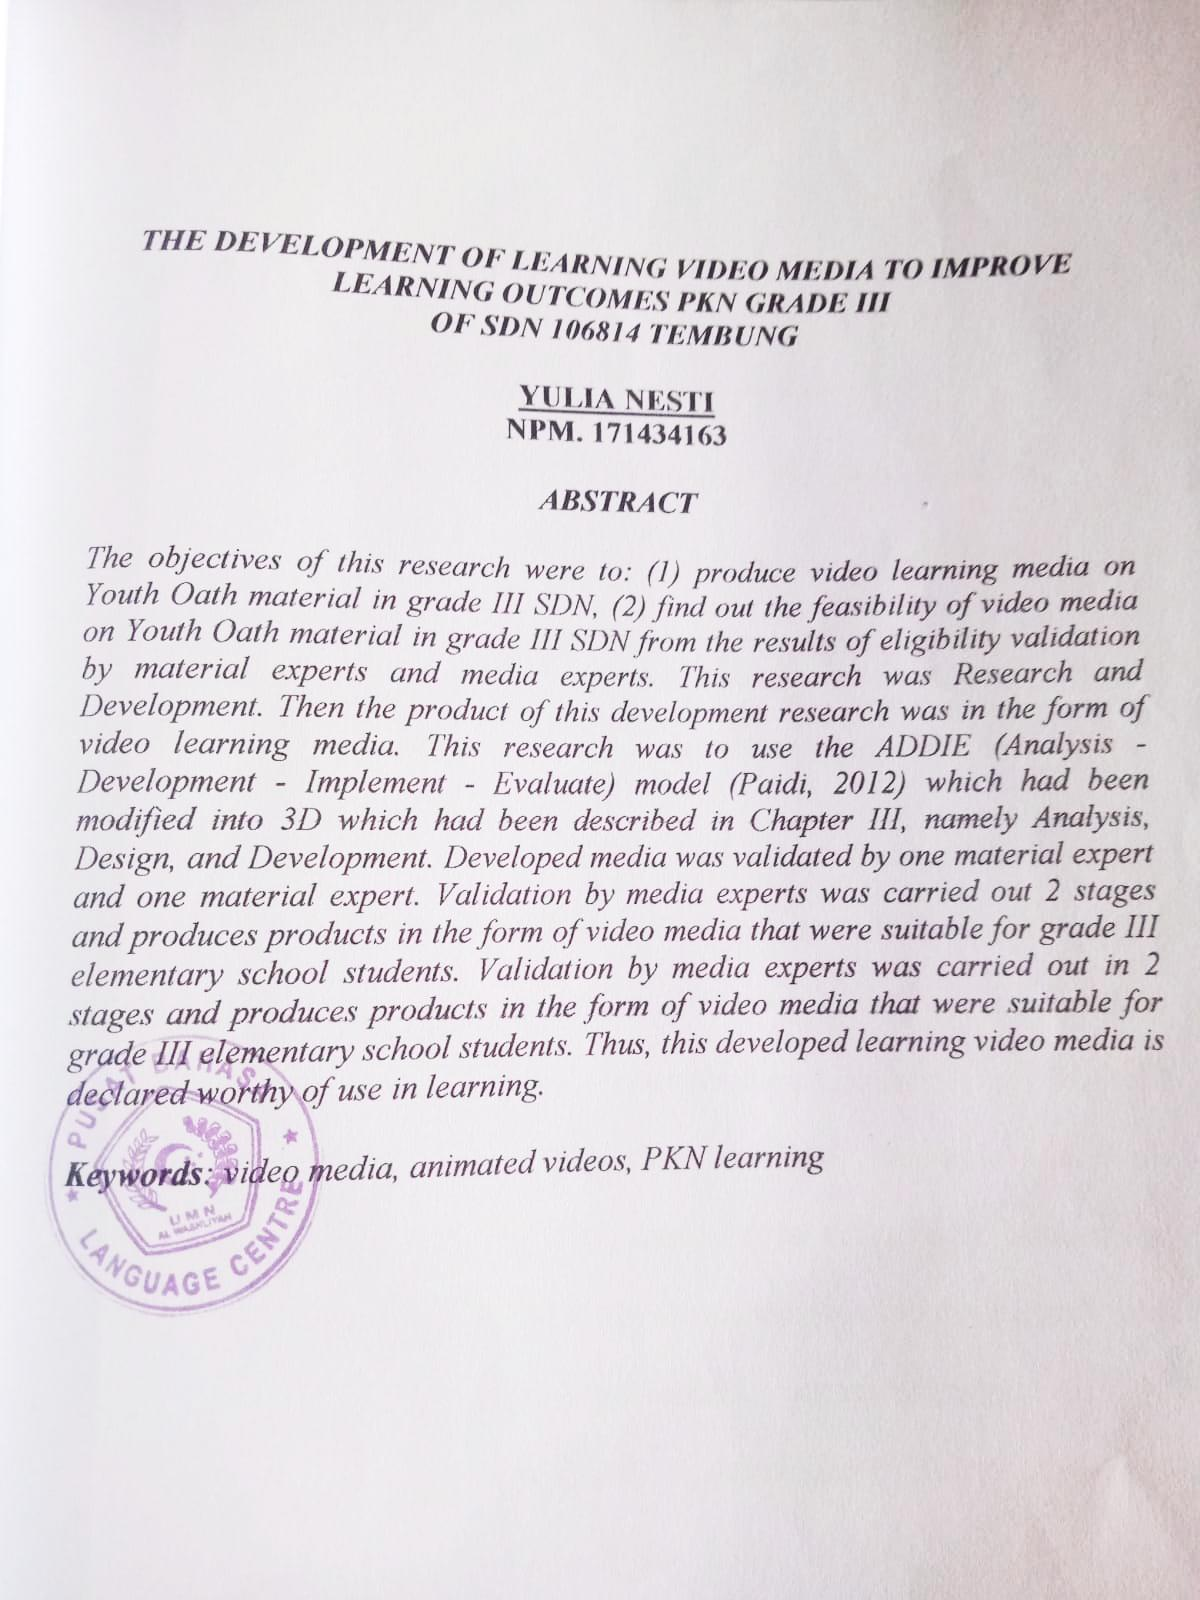 THE DEVELOPMENT OF LEARNING VIDEO MEDIA TO IMPROVE
LEARNING OUTCOMES PKN GRADE III
OF SDN 106814 TEMBUNG
YULIA NESTI
NPM. 171434163
ABSTRACT
The objectives of this research were to: (1) produce video learning media on
Youth Oath material in grade III SDN, (2) find out the feasibility of video media
on Youth Oath material in grade III SDN from the results of eligibility validation
by material experts and media experts. This research was Research and
Development. Then the product of this development research was in the form of
video learning media. This research was to use the ADDIE (Analysis -
Development - Implement - Evaluate) model (Paidi, 2012) which had been
modified into 3D which had been described in Chapter III, namely Analysis,
Design, and Development. Developed media was validated by one material expert
and one material expert. Validation by media experts was carried out 2 stages
and produces products in the form of video media that were suitable for grade III
elementary school students. Validation by media experts was carried out in 2
stages and produces products in the form of video media that were suitable for
grade III elementary school students. Thus, this developed learning video media is
declared worthy of use in learning.
Keywords: video media, animated videos, PKN learning
PUSAT BAHASA
UMN
AL WASHLIYAH
LANGUAGE CENTRE